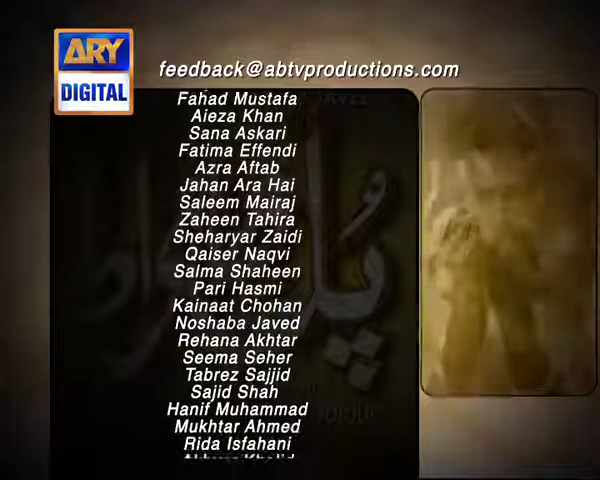 ARY
DIGITAL
feedback@abtvproductions.com
Fahad Mustafa
Aieza Khan
Sana Askari
Fatima Effendi
Azra Aftab
Jahan Ara Hai
Saleem Mairaj
Zaheen Tahira
Sheharyar Zaidi
Qaiser Naqvi
Salma Shaheen
Pari Hasmi
Kainaat Chohan
Noshaba Javed
Rehana Akhtar
Seema Seher
Tabrez Sajjid
Sajid Shah
Hanif Muhammad
Mukhtar Ahmed
Rida Isfahani